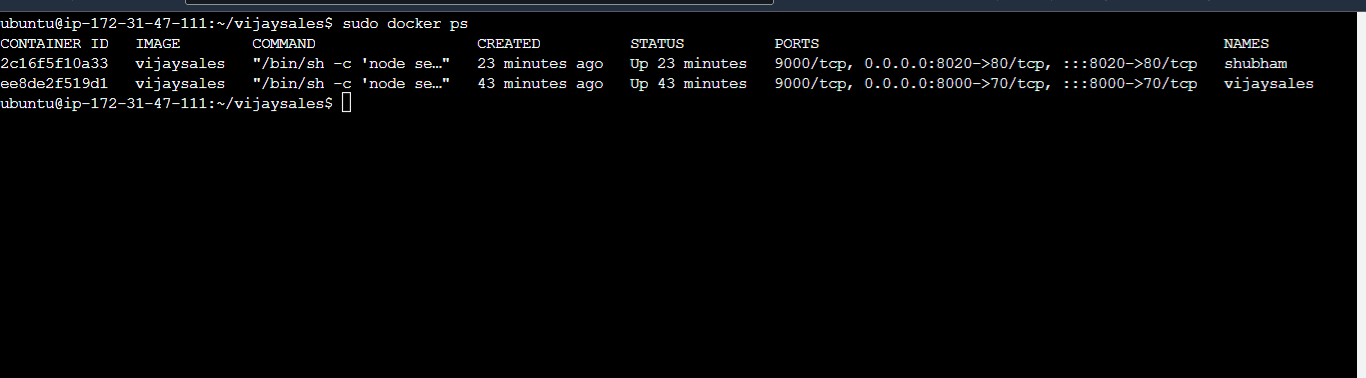 ubuntu@ip-172-31-47-111:~/vijaysales$ sudo docker ps
CONTAINER ID   IMAGE        COMMAND                  CREATED          STATUS          PORTS                                             NAMES
2c16f5f10a33   vijaysales   "/bin/sh -c 'node se…"   23 minutes ago   Up 23 minutes   9000/tcp, 0.0.0.0:8020->80/tcp, :::8020->80/tcp   shubham
ee8de2f519d1   vijaysales   "/bin/sh -c 'node se…"   43 minutes ago   Up 43 minutes   9000/tcp, 0.0.0.0:8000->70/tcp, :::8000->70/tcp   vijaysales
ubuntu@ip-172-31-47-111:~/vijaysales$